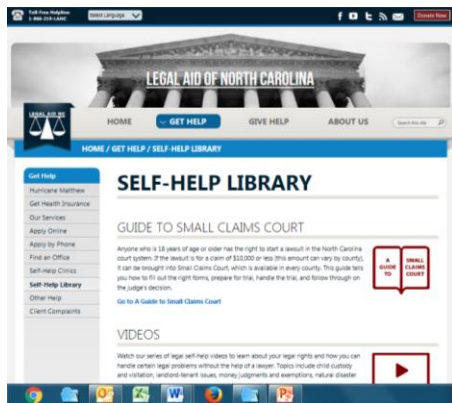 Toll Free Helpline:
1-866-219-LANC
Select Language
Donate Now
LEGAL AID OF NORTH CAROLINA
LEGAL AID NC
HOME
GET HELP
GIVE HELP
ABOUT US
Search this site
HOME / GET HELP / SELF-HELP LIBRARY
Get Help
Hurricane Matthew
Get Health Insurance
Our Services
Apply Online
Apply by Phone
Find an Office
Self-Help Clinics
Self-Help Library
Other Help
Client Complaints
SELF-HELP LIBRARY
GUIDE TO SMALL CLAIMS COURT
Anyone who is 18 years of age or older has the right to start a lawsuit in the North Carolina
court system. If the lawsuit is for a claim of $10,000 or less (this amount can vary by county),
it can be brought into Small Claims Court, which is available in every county. This guide tells
you how to fill out the right forms, prepare for trial, handle the trial, and follow through on
the judge's decision.
Go to A Guide to Small Claims Court
A
GUIDE
TO
SMALL
CLAIMS
COURT
VIDEOS
Watch our series of legal self-help videos to learn about your legal rights and how you can
handle certain legal problems without the help of a lawyer. Topics include child custody
and visitation, landlord-tenant issues, money judgments and exemptions, natural disaster